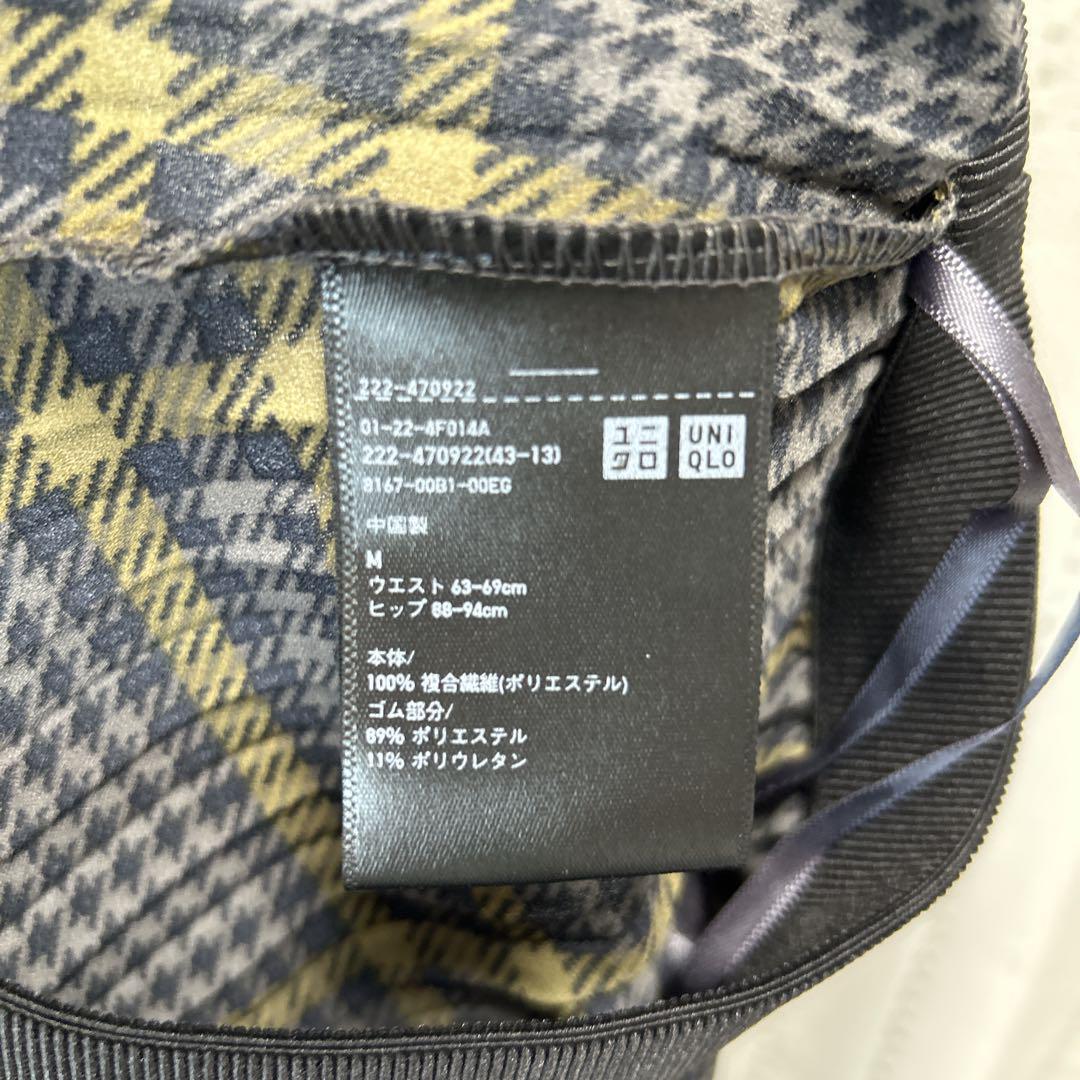 222-470922
01-22-4F014A
222-470922(43-13)
8167-00B1-00EG
ユニ
クロ
UNI
QLO
中国製
M
ウエスト 63-69cm
ヒップ 88-94cm
本体/
100% 複合繊維(ポリエステル)
ゴム部分/
89% ポリエステル
11% ポリウレタン